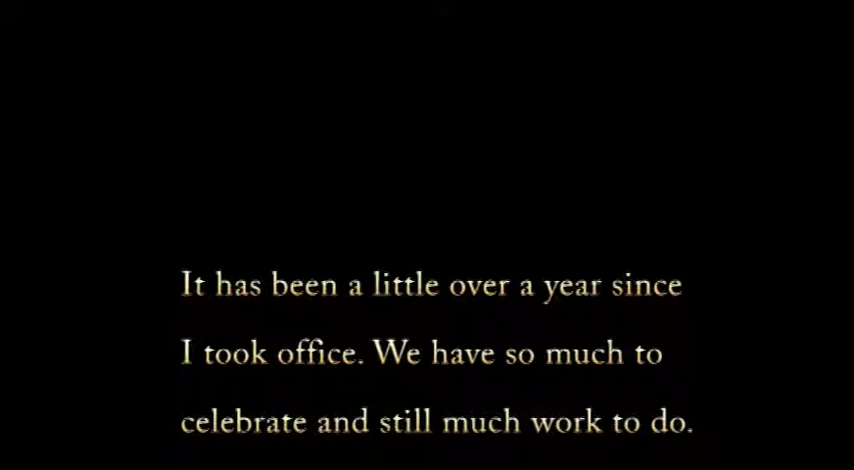 It has been a little over a year since
I took office. We have so much to
celebrate and still much work to do.